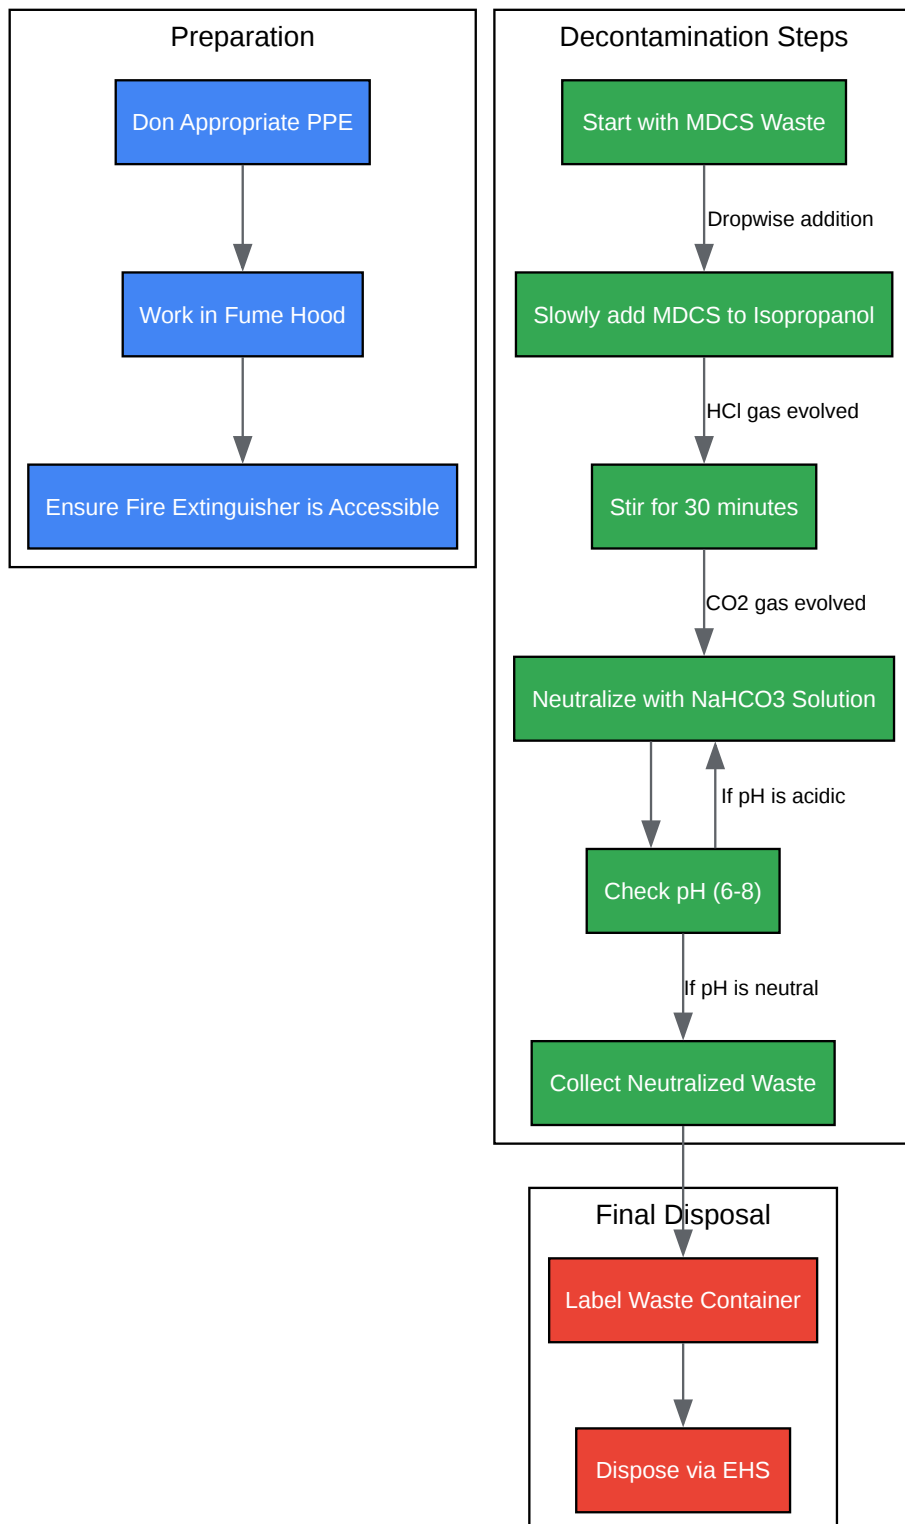 Preparation
Don Appropriate PPE
Work in Fume Hood
Ensure Fire Extinguisher is Accessible
Decontamination Steps
Start with MDCS Waste
Dropwise addition
Slowly add MDCS to Isopropanol
HCl gas evolved
Stir for 30 minutes
CO2 gas evolved
Neutralize with NaHCO3 Solution
If pH is acidic
Check pH (6-8)
If pH is neutral
Collect Neutralized Waste
Final Disposal
Label Waste Container
Dispose via EHS